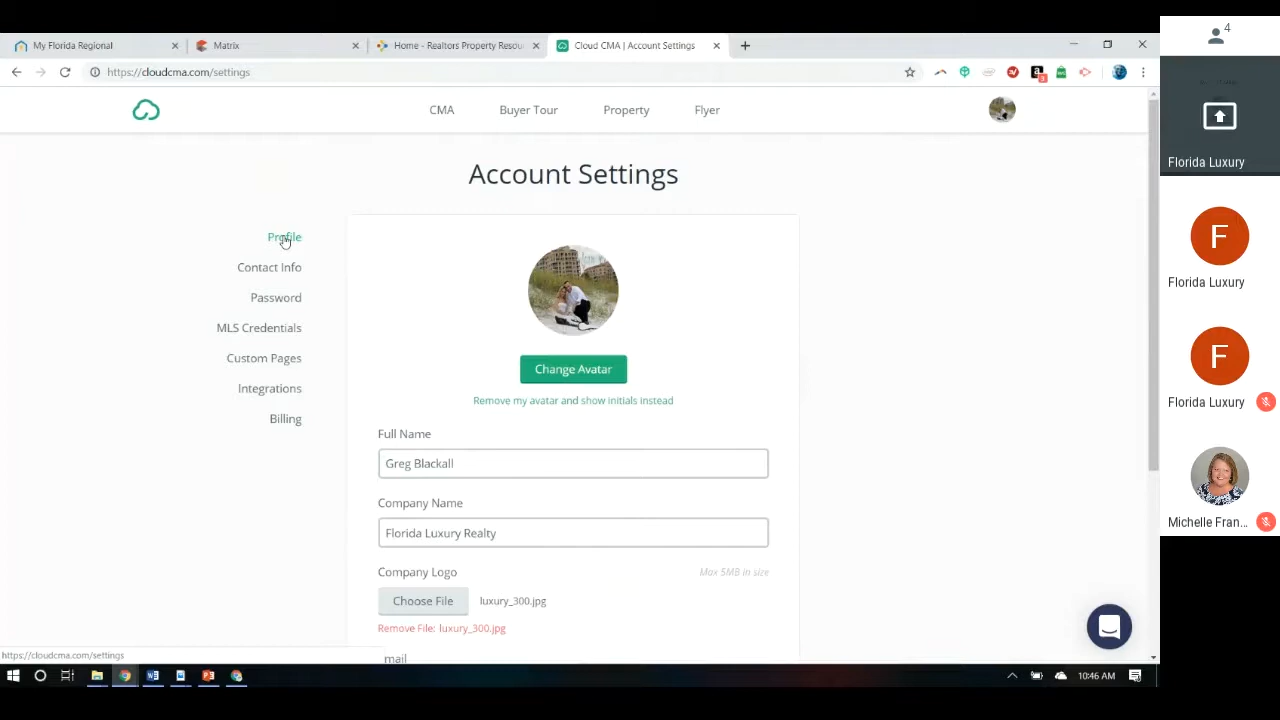 My Florida Regional
Matrix
Home - Realtors Property Resou
Cloud CMA | Account Settings
https://cloudcma.com/settings
CMA
Buyer Tour
Property
Flyer
Account Settings
Profile
Contact Info
Password
MLS Credentials
Custom Pages
Integrations
Billing
Change Avatar
Remove my avatar and show initials instead
Full Name
Greg Blackall
Company Name
Florida Luxury Realty
Company Logo
Max 5MB in size
Choose File
luxury_300.jpg
Remove File: luxury_300.jpg
mail
https://cloudcma.com/settings
10:46 AM
4
Florida Luxury
F
Florida Luxury
F
Florida Luxury
Michelle Fran...